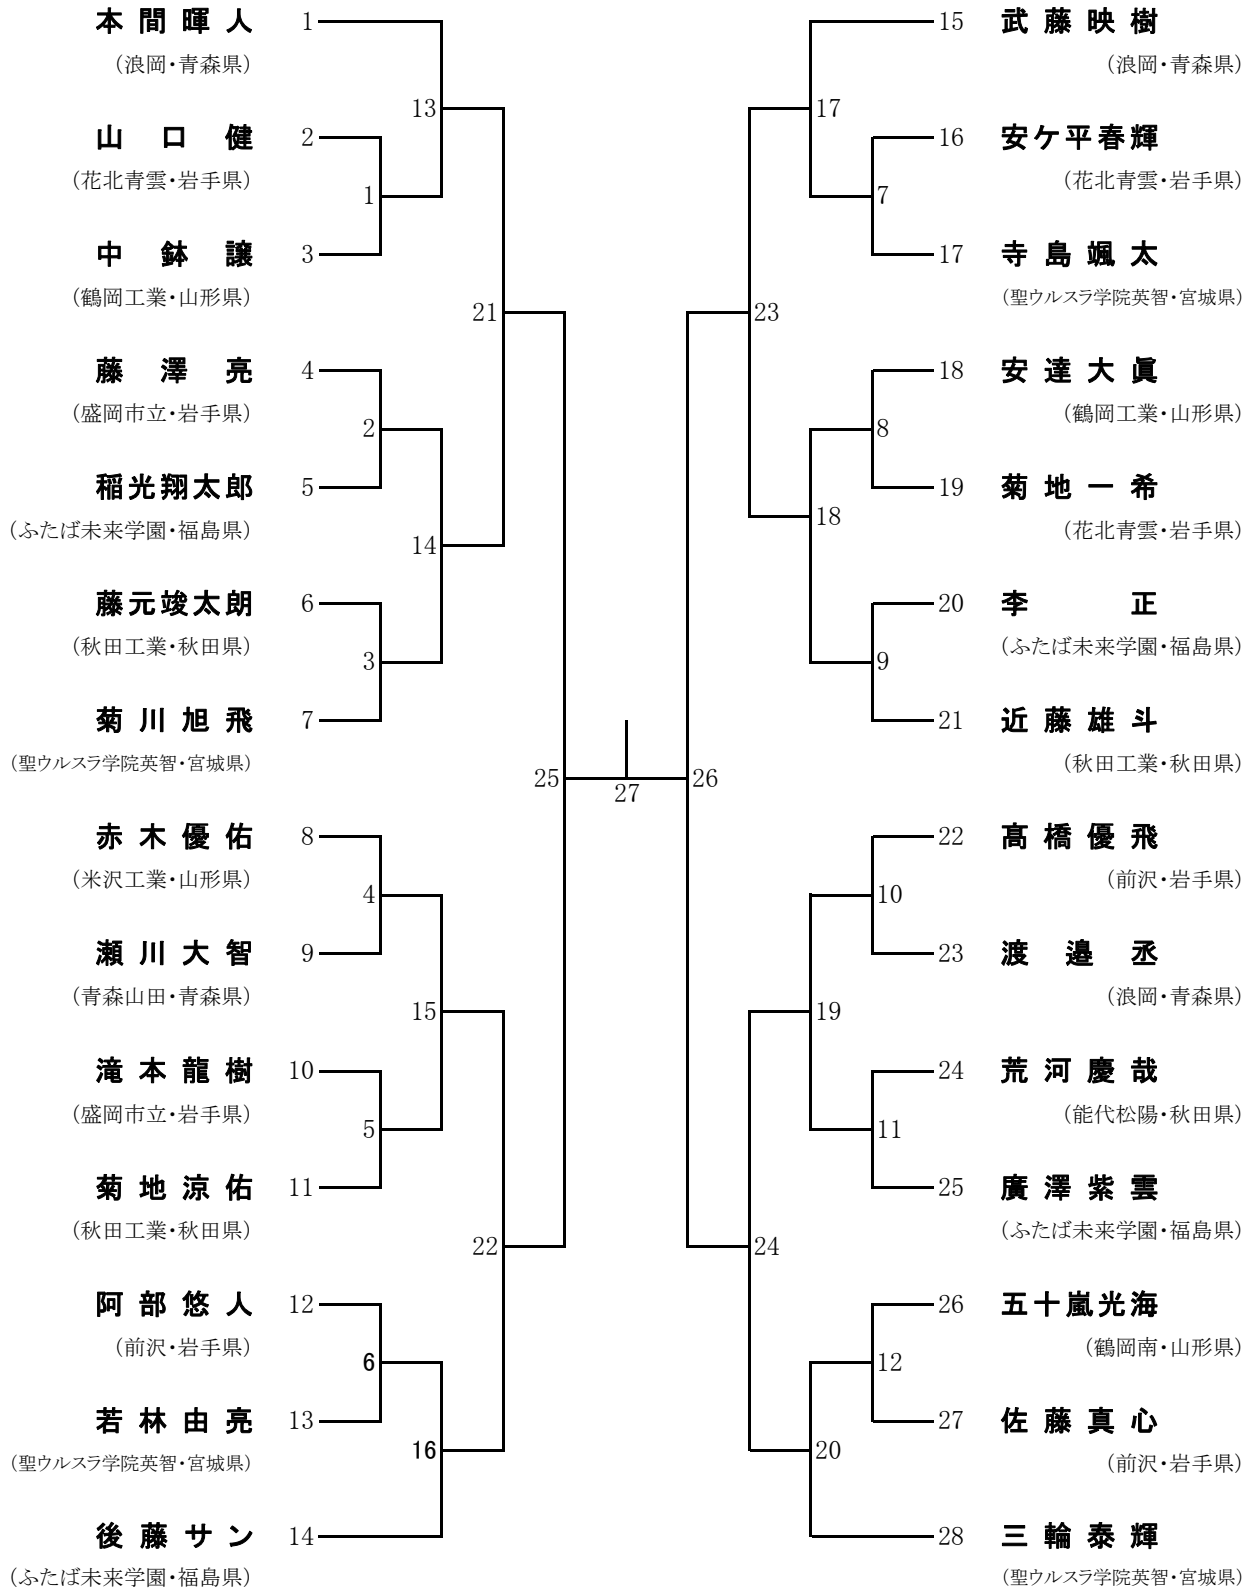 本間暉人 1
(浪岡・青森県)
13
山口健 2
(花北青雲・岩手県)
1
中鉢譲 3
(鶴岡工業・山形県)
21
藤澤亮 4
(盛岡市立・岩手県)
2
稲光翔太郎 5
(ふたば未来学園・福島県)
14
藤元竣太朗 6
(秋田工業・秋田県)
3
菊川旭飛 7
(聖ウルスラ学院英智・宮城県)
25
赤木優佑 8
(米沢工業・山形県)
4
瀬川大智 9
(青森山田・青森県)
15
滝本龍樹 10
(盛岡市立・岩手県)
5
菊地涼佑 11
(秋田工業・秋田県)
22
阿部悠人 12
(前沢・岩手県)
6
若林由亮 13
(聖ウルスラ学院英智・宮城県)
16
後藤サン 14
(ふたば未来学園・福島県)
27
15 武藤映樹
(浪岡・青森県)
17
16 安ケ平春輝
(花北青雲・岩手県)
7
17 寺島颯太
(聖ウルスラ学院英智・宮城県)
23
18 安達大眞
(鶴岡工業・山形県)
8
19 菊地一希
(花北青雲・岩手県)
18
20 李正
(ふたば未来学園・福島県)
9
21 近藤雄斗
(秋田工業・秋田県)
26
22 髙橋優飛
(前沢・岩手県)
10
23 渡邉丞
(浪岡・青森県)
19
24 荒河慶哉
(能代松陽・秋田県)
11
25 廣澤紫雲
(ふたば未来学園・福島県)
24
26 五十嵐光海
(鶴岡南・山形県)
12
27 佐藤真心
(前沢・岩手県)
20
28 三輪泰輝
(聖ウルスラ学院英智・宮城県)